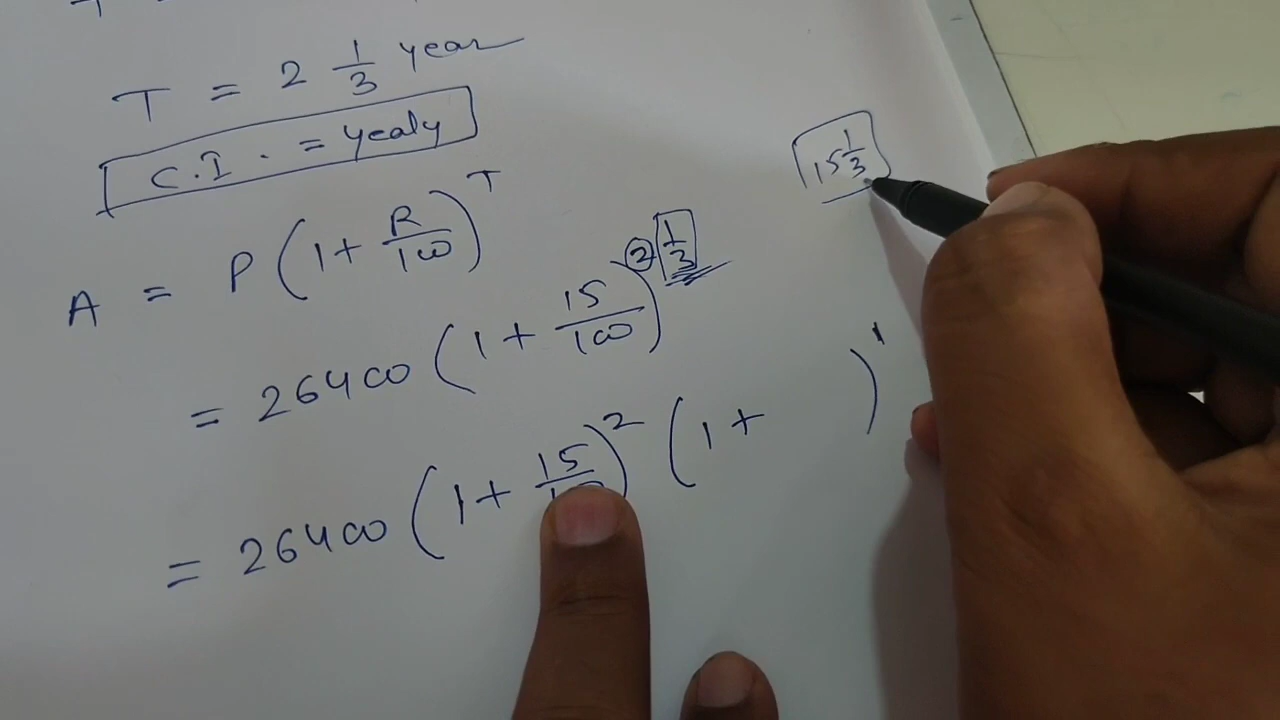 T = 2 1/3 year
C.I. = yealy
A = P(1 + R/100)^T
15 1/3
= 26400(1 + 15/100)^2 1/3
= 26400(1 + 15/100)^2 (1 + )^1